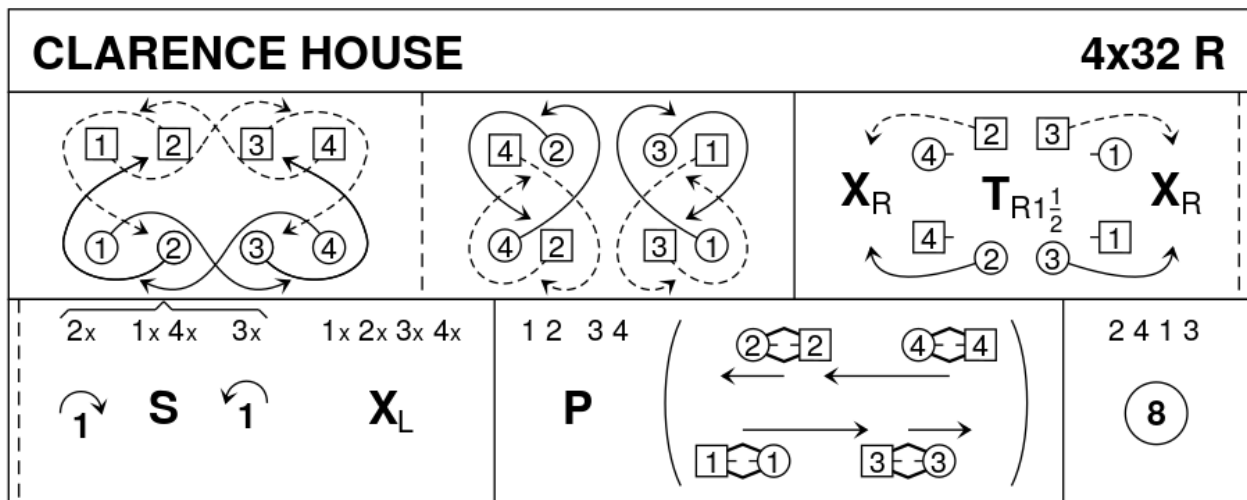 CLARENCE HOUSE 4x32 R
1 2 3 4 4 2 3 1 2 3
4 1
X R T R 1 1/2 X R
1 2 3 4 4 2 3 1 4 2 3 1
2x 1x 4x 3x 1x 2x 3x 4x 1 2 3 4 2 2 4 4 2 4 1 3
1 S 1 X L P 8
1 1 3 3